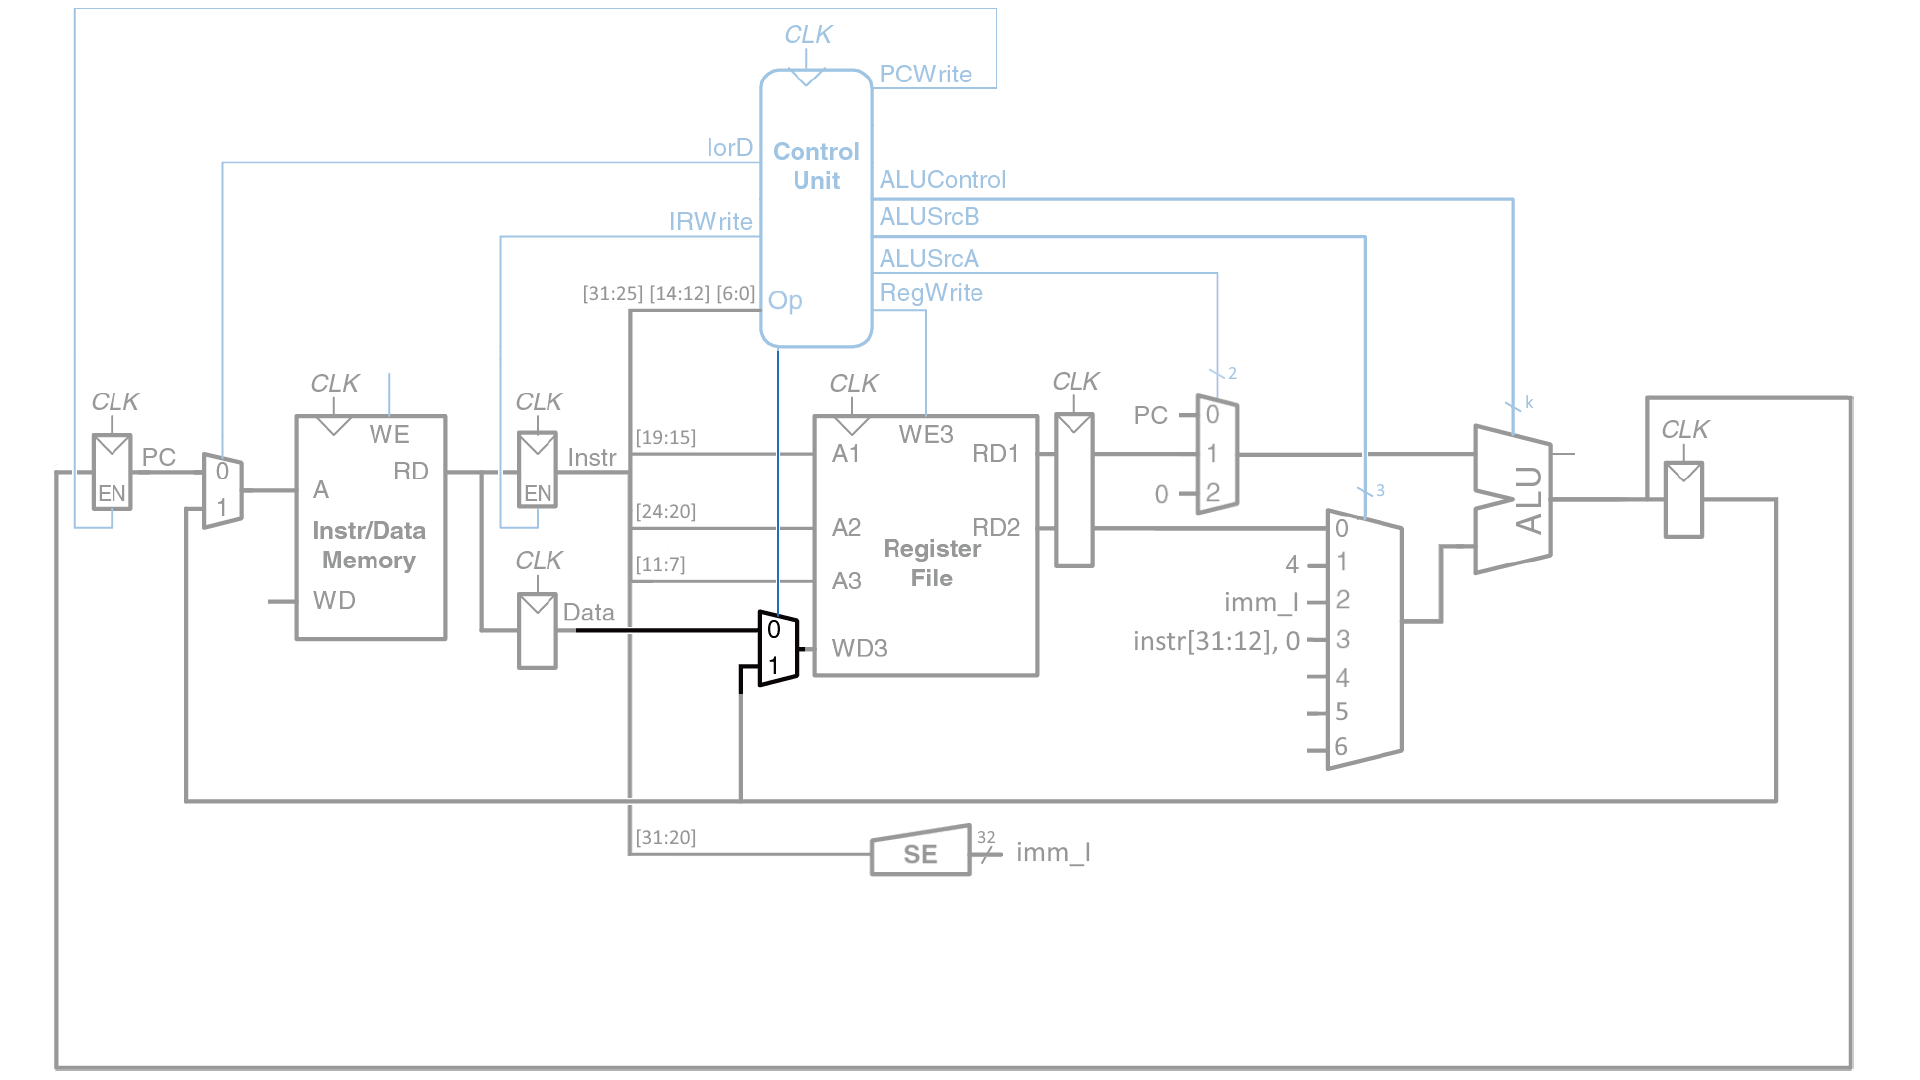 CLK
PCWrite
IorD
Control
Unit
ALUControl
IRWrite
ALUSrcB
ALUSrcA
[31:25] [14:12] [6:0]
Op
RegWrite
CLK
CLK
CLK
CLK
CLK
2
k
CLK
PC
WE
RD
EN
0
1
A
Instr/Data
Memory
WD
Instr
EN
CLK
Data
[19:15]
[24:20]
[11:7]
A1
A2
A3
WE3
RD1
RD2
Register
File
WD3
0
1
PC
0
0
1
2
3
0
4
1
imm_I
2
instr[31:12], 0
3
4
5
6
ALU
[31:20]
SE
32
imm_I